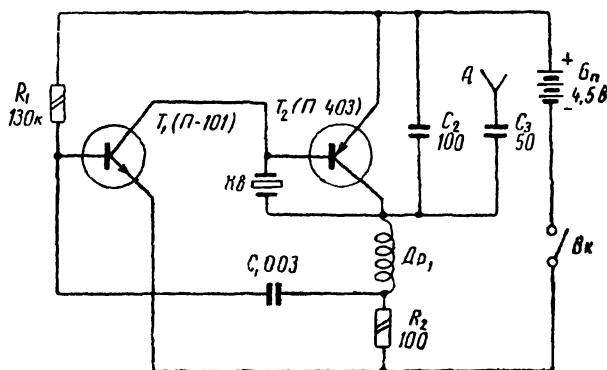 R₁
130к
T₁ (П-101)
T₂ (П 403)
Кв
C₂
100
А
C₃
50
+
Бп
4,5 В
-
Вк
C₁ 003
Др₁
R₂
100